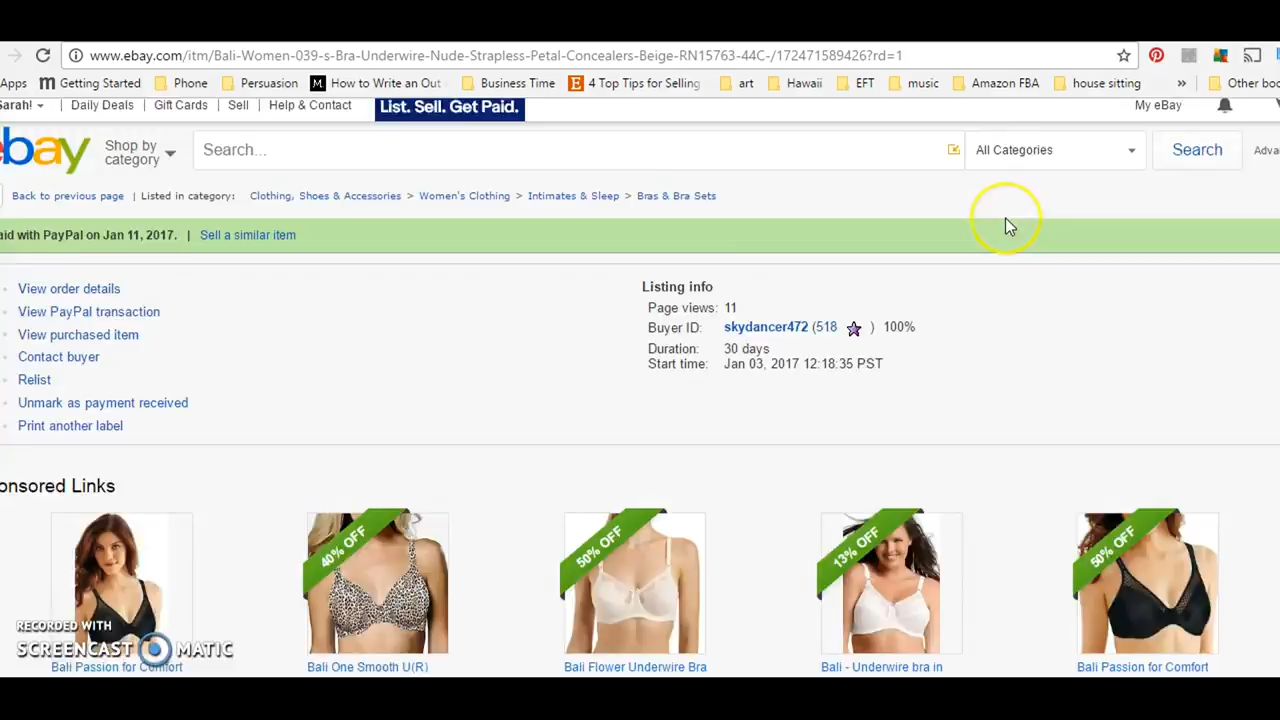 www.ebay.com/itm/Bali-Women-039-s-Bra-Underwire-Nude-Strapless-Petal-Concealers-Beige-RN15763-44C-/172471589426?rd=1
Apps Getting Started Phone Persuasion M How to Write an Out Business Time E 4 Top Tips for Selling art Hawaii EFT music Amazon FBA house sitting » Other boo
Sarah! Daily Deals | Gift Cards | Sell | Help & Contact List. Sell. Get Paid. My eBay
ebay Shop by category Search... All Categories Search Adva
Back to previous page | Listed in category: Clothing, Shoes & Accessories > Women's Clothing > Intimates & Sleep > Bras & Bra Sets
aid with PayPal on Jan 11, 2017. | Sell a similar item
View order details
View PayPal transaction
View purchased item
Contact buyer
Relist
Unmark as payment received
Print another label
Listing info
Page views: 11
Buyer ID: skydancer472 (518 ) 100%
Duration: 30 days
Start time: Jan 03, 2017 12:18:35 PST
onsored Links
40% OFF
50% OFF
13% OFF
50% OFF
RECORDED WITH
SCREENCAST MATIC
Bali Passion for Comfort
Bali One Smooth U(R)
Bali Flower Underwire Bra
Bali - Underwire bra in
Bali Passion for Comfort